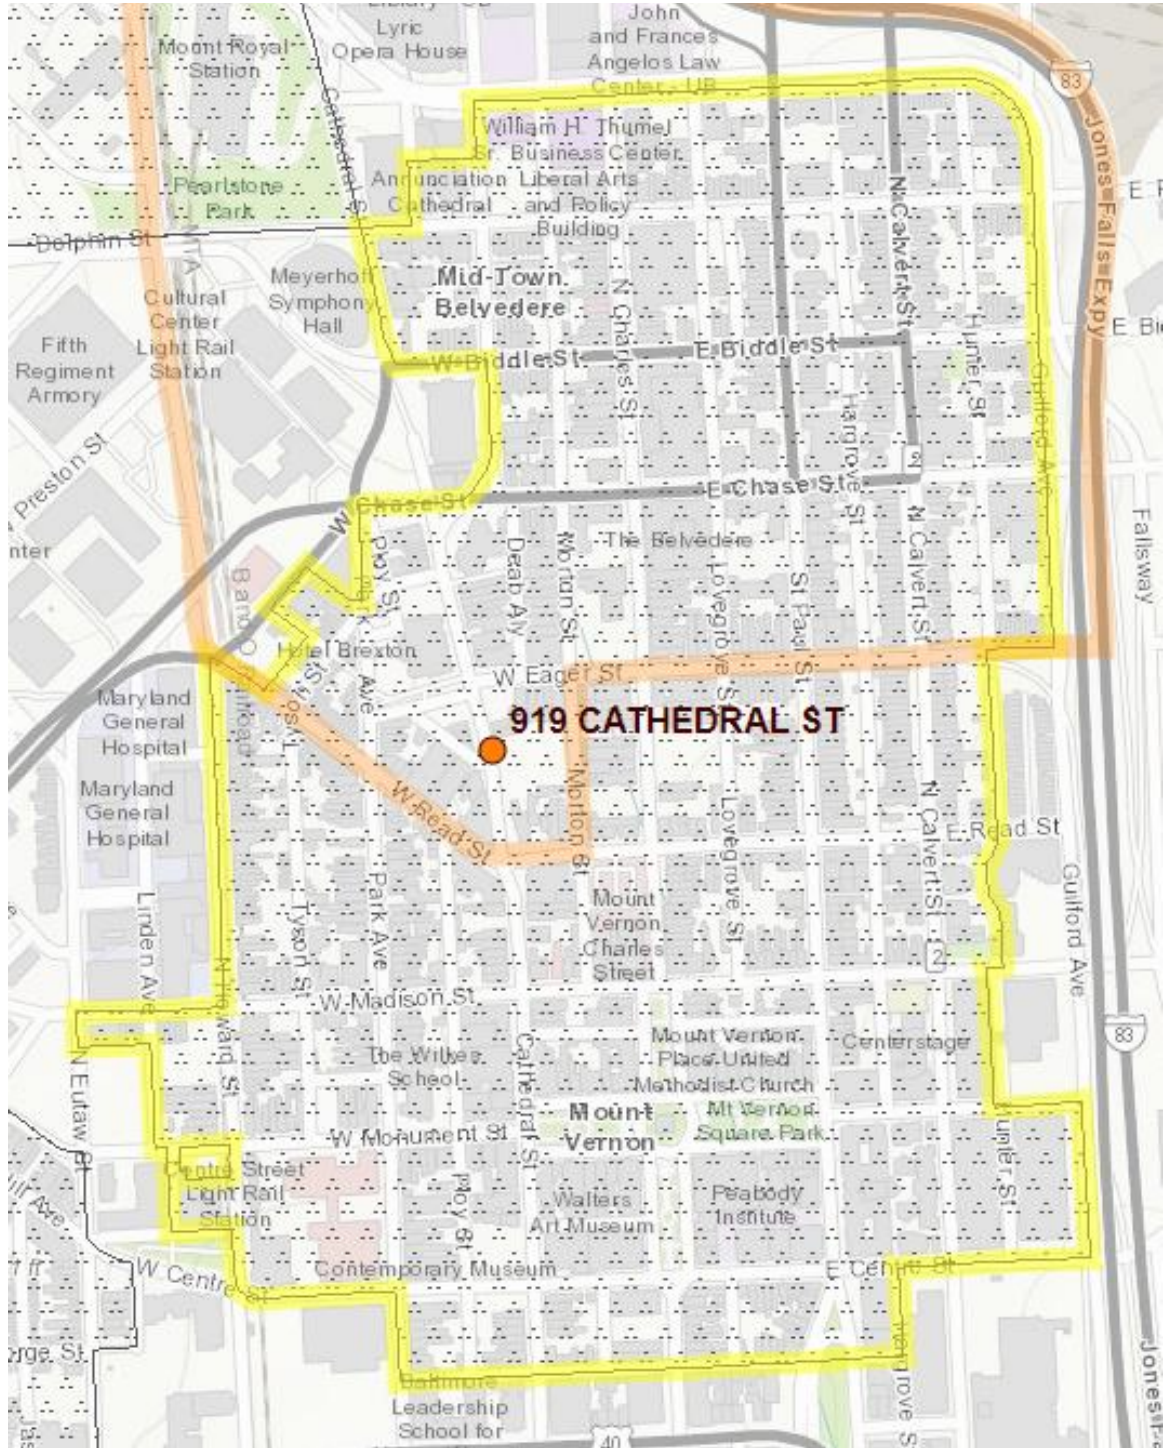 Lyric
Opera House
John
and Frances
Angelos Law
Center - UB
Mount Royal
Station
83
Cathedral S
William H. Thumel
Sr. Business Center
Jones Falls Expy
Pearlstone
Park
Annunciation
Cathedral
Liberal Arts
and Policy
Building
N Calvert St
Dolphin St
MTA
Meyerhoff
Symphony
Hall
Mid-Town
Belvedere
N Charles St
Cultural
Center
Light Rail
Station
Fifth
Regiment
Armory
W Biddle St
E Biddle St
Hunter St
Guilford Ave
Hargrove St
Preston St
2
W Chase St
E Chase St
N Calvert St
Fallsway
Ploy St
Deab Aly
Morton St
The Belvedere
Lovegrove St
St Paul St
Park Ave
Hotel Brexton
W Eager St
Maryland
General
Hospital
919 CATHEDRAL ST
Maryland
General
Hospital
W Read St
Morton St
Lovegrove St
N Calvert St
E Read St
Linden Ave
Tyson St
Park Ave
Mount
Vernon
Charles
Street
2
Guilford Ave
N Howard St
W Madison St
83
The Wilkes
School
Cathedral St
Mount Vernon
Place United
Methodist Church
Centerstage
N Eutaw St
W Monument St
Mount
Vernon
Mt Vernon
Square Park
Centre Street
Light Rail
Station
Ploy St
Walters
Art Museum
Peabody
Institute
W Centre St
Contemporary Museum
E Centre St
Baltimore
Leadership
School for
40